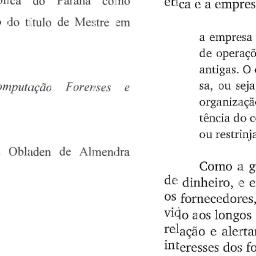 do Paraná como
do título de Mestre em
Computação Forenses e
Obladen de Almendra
ética e a empres
a empresa
de operaçõ
antigas. O
sa, ou seja
organizaçã
tência do c
ou restrinja
Como a g
de dinheiro, e e
os fornecedores,
vido aos longos
relação e alerta
interesses dos fo